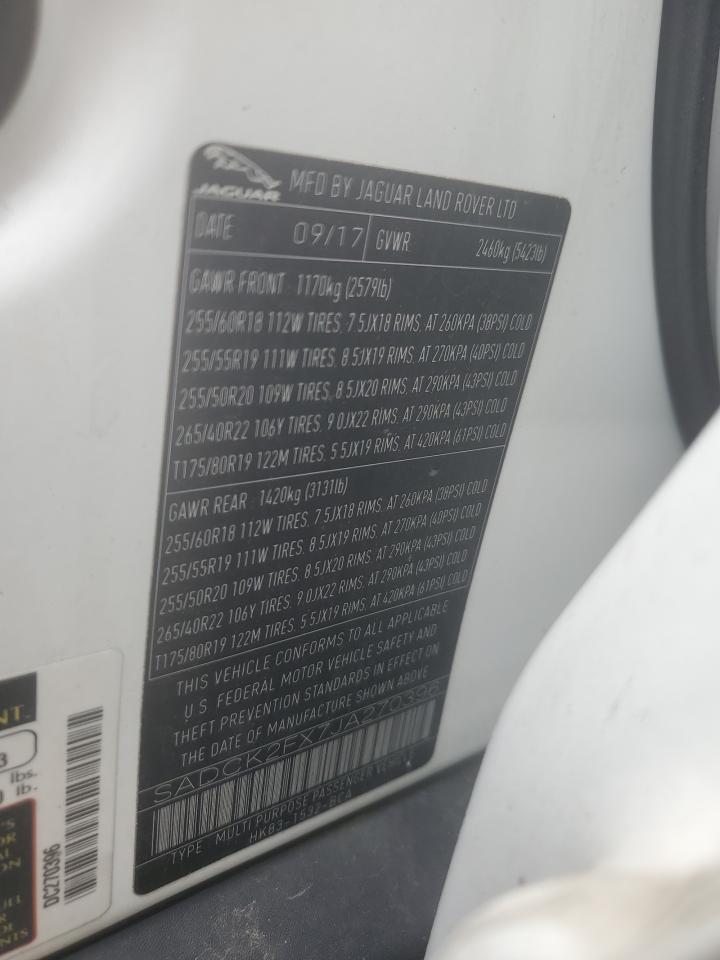 JAGUAR MFD BY JAGUAR LAND ROVER LTD
DATE 09/17 GVWR 2460kg (5423lb)
GAWR FRONT 1170kg (2579lb)
255/60R18 112W TIRES, 7.5JX18 RIMS, AT 260KPA (38PSI) COLD
255/55R19 111W TIRES, 8.5JX19 RIMS, AT 270KPA (40PSI) COLD
255/50R20 109W TIRES, 8.5JX20 RIMS, AT 290KPA (43PSI) COLD
265/40R22 106Y TIRES, 9.0JX22 RIMS, AT 290KPA (43PSI) COLD
T175/80R19 122M TIRES, 5.5JX19 RIMS, AT 420KPA (61PSI) COLD
GAWR REAR 1420kg (3131lb)
255/60R18 112W TIRES, 7.5JX18 RIMS, AT 260KPA (38PSI) COLD
255/55R19 111W TIRES, 8.5JX19 RIMS, AT 270KPA (40PSI) COLD
255/50R20 109W TIRES, 8.5JX20 RIMS, AT 290KPA (43PSI) COLD
265/40R22 106Y TIRES, 9.0JX22 RIMS, AT 290KPA (43PSI) COLD
T175/80R19 122M TIRES, 5.5JX19 RIMS, AT 420KPA (61PSI) COLD
THIS VEHICLE CONFORMS TO ALL APPLICABLE
U.S. FEDERAL MOTOR VEHICLE SAFETY AND
THEFT PREVENTION STANDARDS IN EFFECT ON
THE DATE OF MANUFACTURE SHOWN ABOVE
SADCK2FX7JA270396
TYPE MULTI PURPOSE PASSENGER VEHICLE
HK83-1532-BCA
NT.
3
lbs.
lb.
DC270396